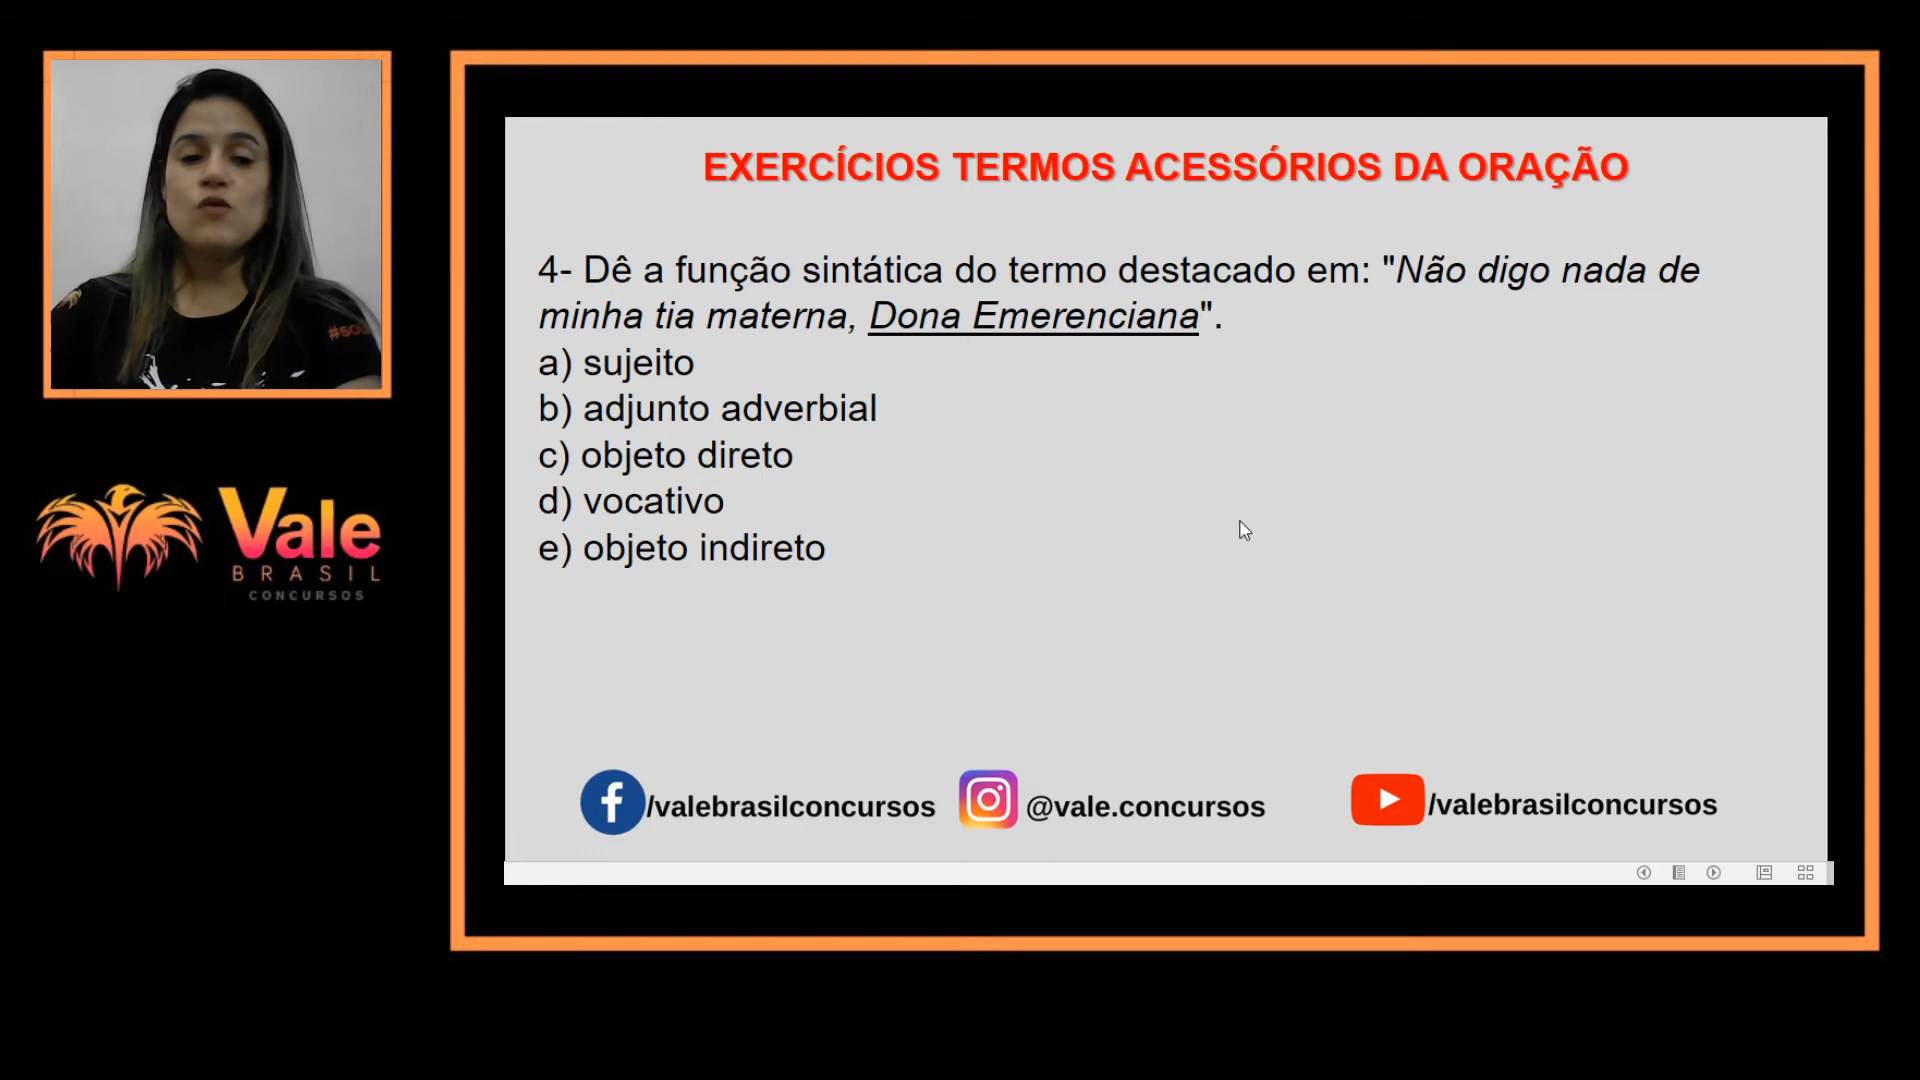 EXERCÍCIOS TERMOS ACESSÓRIOS DA ORAÇÃO
4- Dê a função sintática do termo destacado em: "Não digo nada de
minha tia materna, Dona Emerenciana".
a) sujeito
b) adjunto adverbial
c) objeto direto
d) vocativo
e) objeto indireto
Vale
BRASIL
CONCURSOS
/valebrasilconcursos
@vale.concursos
/valebrasilconcursos